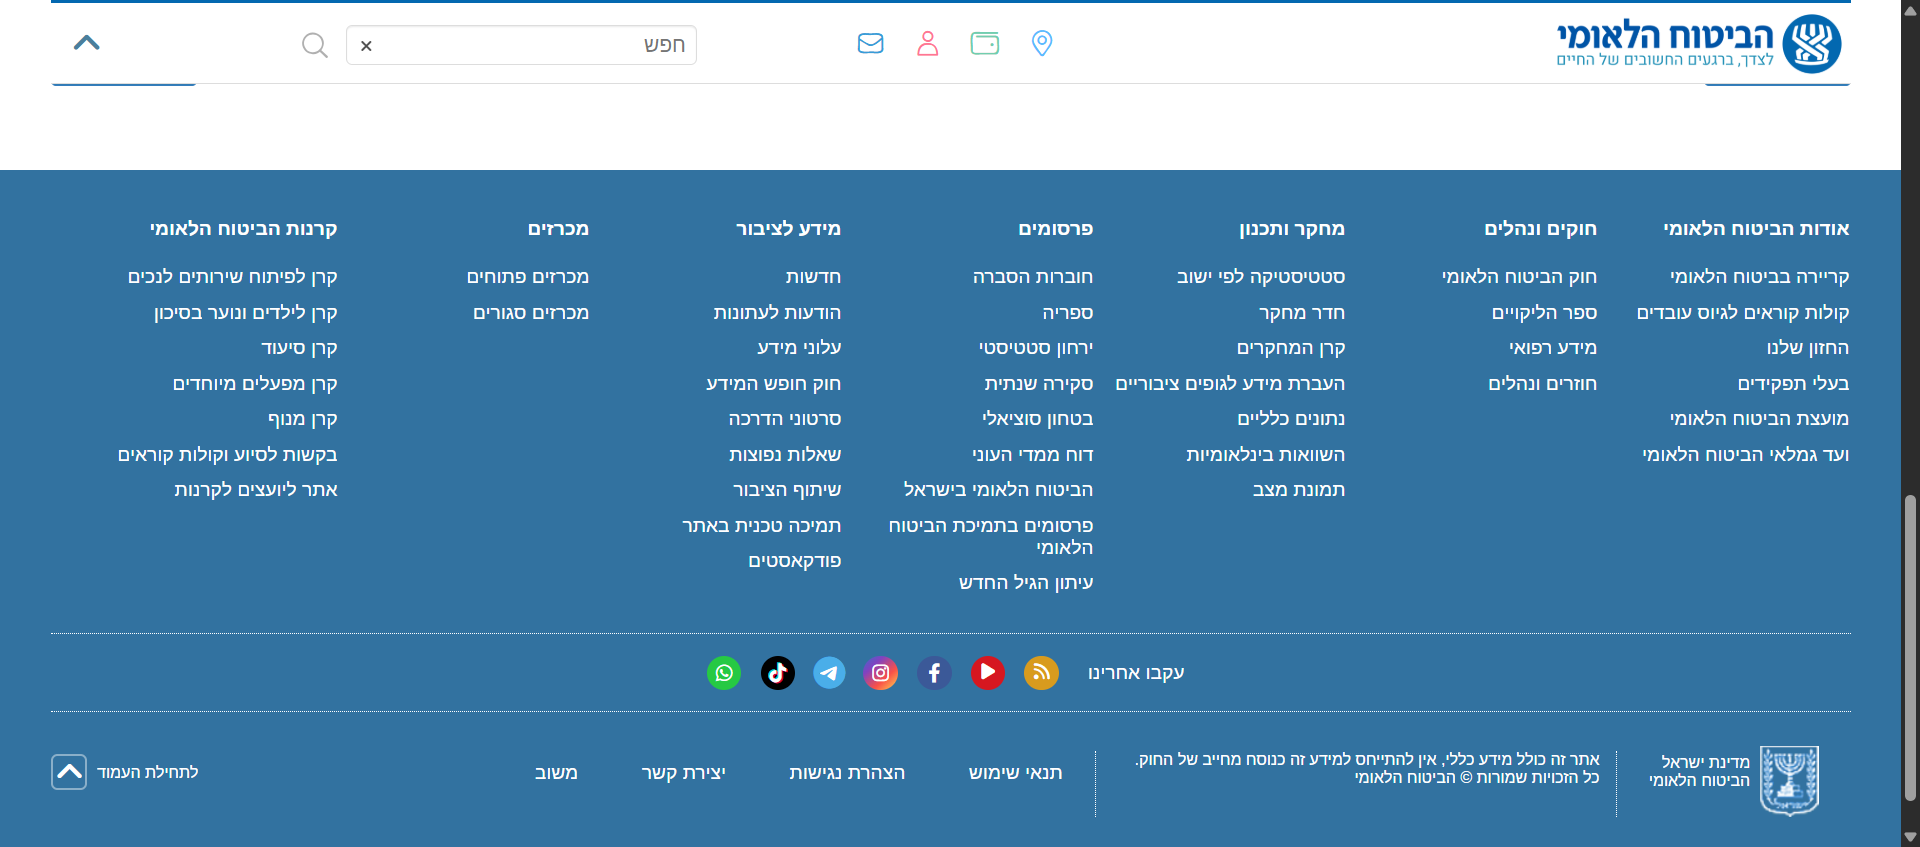 הביטוח הלאומי
לצדך, ברגעים החשובים של החיים
חפש
אודות הביטוח הלאומי
קריירה בביטוח הלאומי
קולות קוראים לגיוס עובדים
החזון שלנו
בעלי תפקידים
מועצת הביטוח הלאומי
ועד גמלאי הביטוח הלאומי
חוקים ונהלים
חוק הביטוח הלאומי
ספר הליקויים
מידע רפואי
חוזרים ונהלים
מחקר ותכנון
סטטיסטיקה לפי ישוב
חדר מחקר
קרן המחקרים
העברת מידע לגופים ציבוריים
נתונים כלליים
השוואות בינלאומיות
תמונת מצב
פרסומים
חוברות הסברה
ספריה
ירחון סטטיסטי
סקירה שנתית
בטחון סוציאלי
דוח ממדי העוני
הביטוח הלאומי בישראל
פרסומים בתמיכת הביטוח
הלאומי
עיתון הגיל החדש
מידע לציבור
חדשות
הודעות לעתונות
עלוני מידע
חוק חופש המידע
סרטוני הדרכה
שאלות נפוצות
שיתוף הציבור
תמיכה טכנית באתר
פודקאסטים
מכרזים
מכרזים פתוחים
מכרזים סגורים
קרנות הביטוח הלאומי
קרן לפיתוח שירותים לנכים
קרן לילדים ונוער בסיכון
קרן סיעוד
קרן מפעלים מיוחדים
קרן מנוף
בקשות לסיוע וקולות קוראים
אתר ליועצים לקרנות
עקבו אחרינו
מדינת ישראל
הביטוח הלאומי
אתר זה כולל מידע כללי, אין להתייחס למידע זה כנוסח מחייב של החוק.
כל הזכויות שמורות © הביטוח הלאומי
תנאי שימוש
הצהרת נגישות
יצירת קשר
משוב
לתחילת העמוד